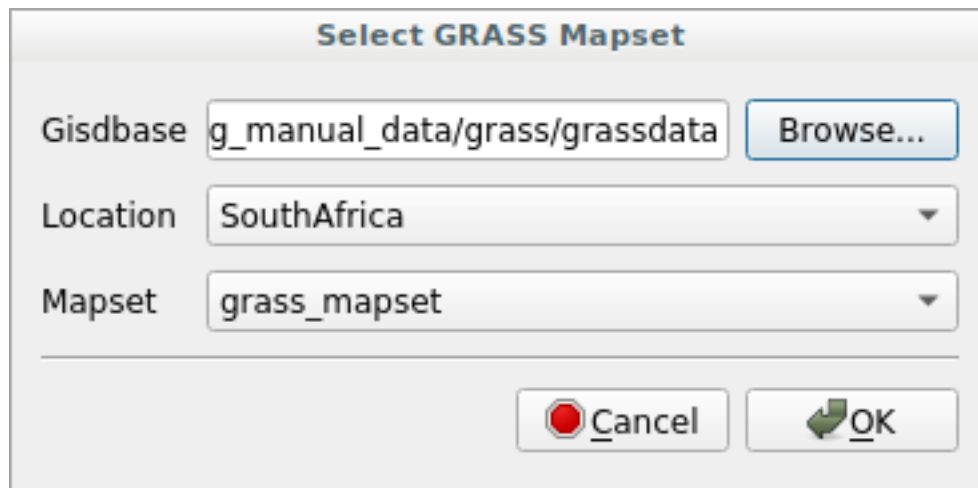 Select GRASS Mapset
Gisdbase g_manual_data/grass/grassdata Browse...
Location SouthAfrica
Mapset grass_mapset
Cancel OK